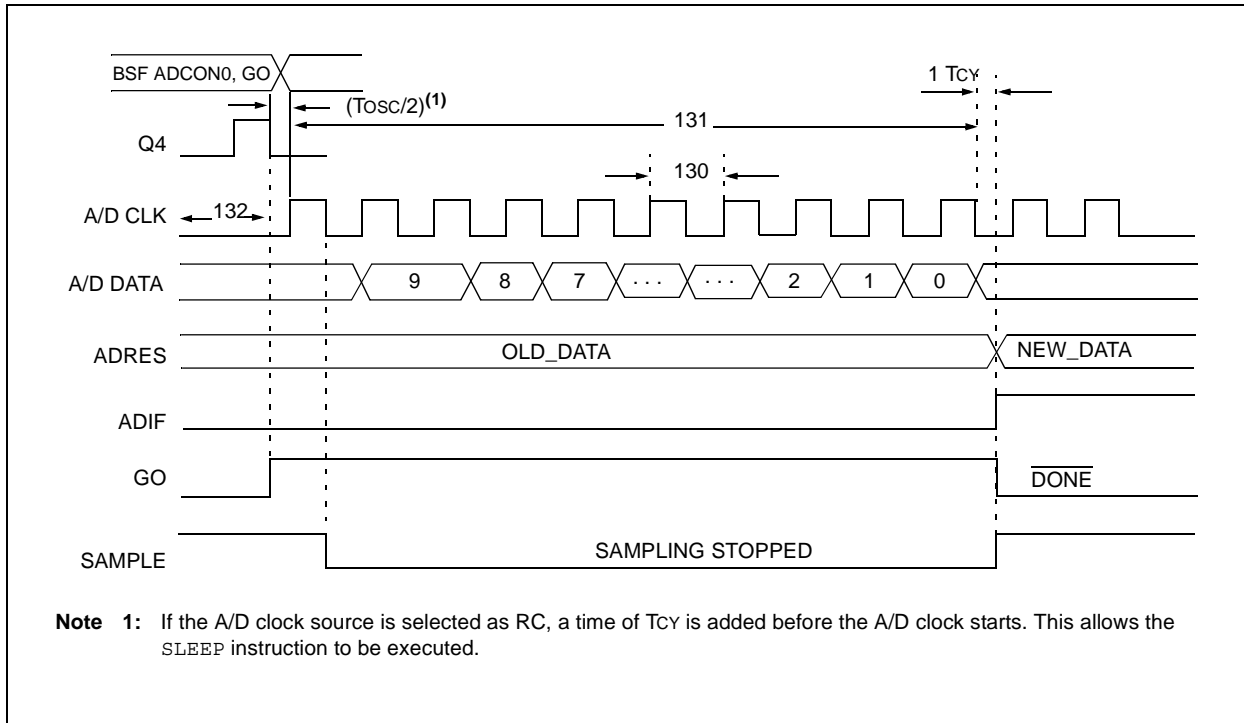 BSF ADCON0, GO
1 TCY
(TOSC/2)(1)
131
Q4
130
A/D CLK
132
A/D DATA
9 8 7 . . . . . . 2 1 0
ADRES
OLD_DATA
NEW_DATA
ADIF
GO
DONE
SAMPLE
SAMPLING STOPPED
Note 1: If the A/D clock source is selected as RC, a time of TCY is added before the A/D clock starts. This allows the
SLEEP instruction to be executed.